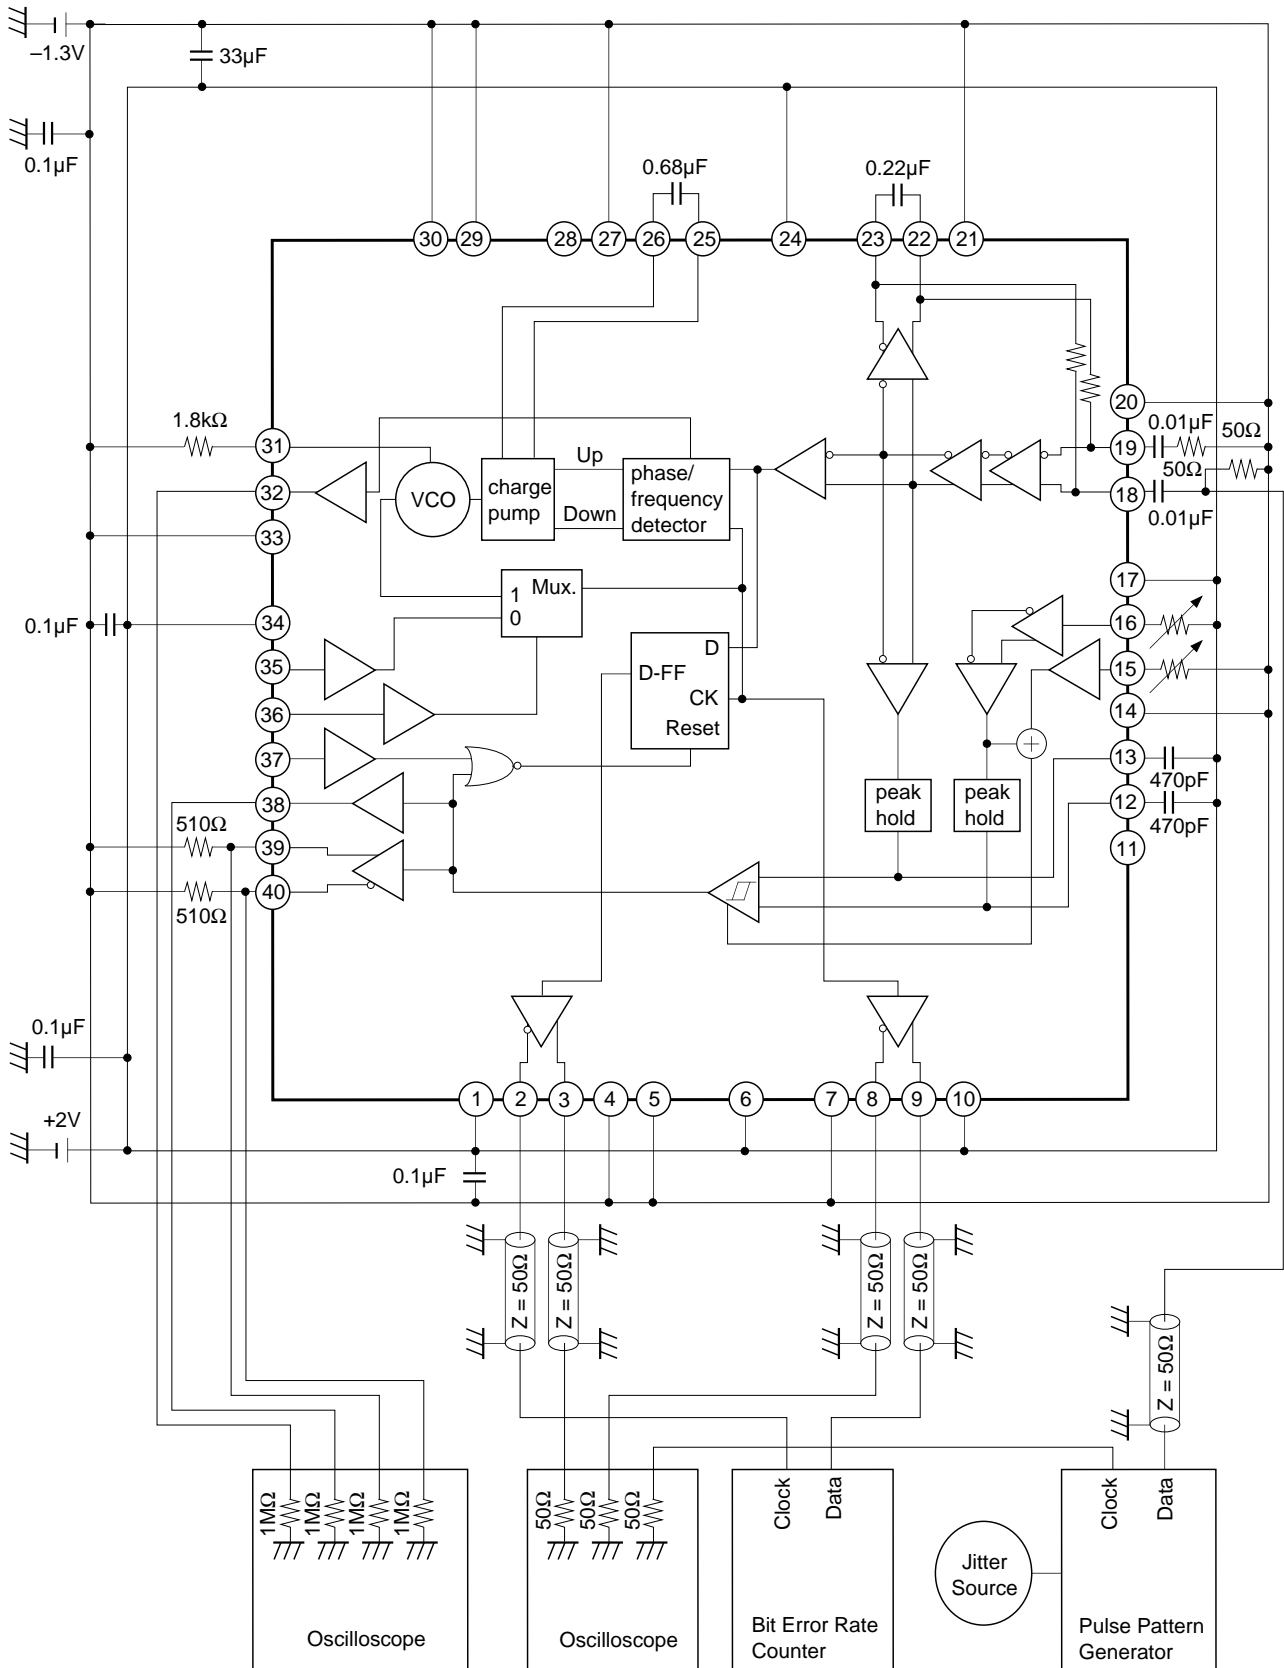 –1.3V
33µF
0.1µF
0.68µF
0.22µF
30
29
28
27
26
25
24
23
22
21
20
1.8kΩ
31
32
33
34
35
36
37
38
39
40
0.1µF
510Ω
510Ω
VCO
charge
pump
Up
Down
phase/
frequency
detector
1
0
Mux.
D
D-FF
CK
Reset
peak
hold
peak
hold
+
0.01µF
50Ω
19
50Ω
18
0.01µF
17
16
15
14
13
470pF
12
470pF
11
0.1µF
+2V
1
2
3
4
5
6
7
8
9
10
0.1µF
Z = 50Ω
Z = 50Ω
Z = 50Ω
Z = 50Ω
Z = 50Ω
1MΩ
1MΩ
1MΩ
1MΩ
Oscilloscope
50Ω
50Ω
50Ω
Oscilloscope
Clock
Data
Bit Error Rate
Counter
Jitter
Source
Clock
Data
Pulse Pattern
Generator